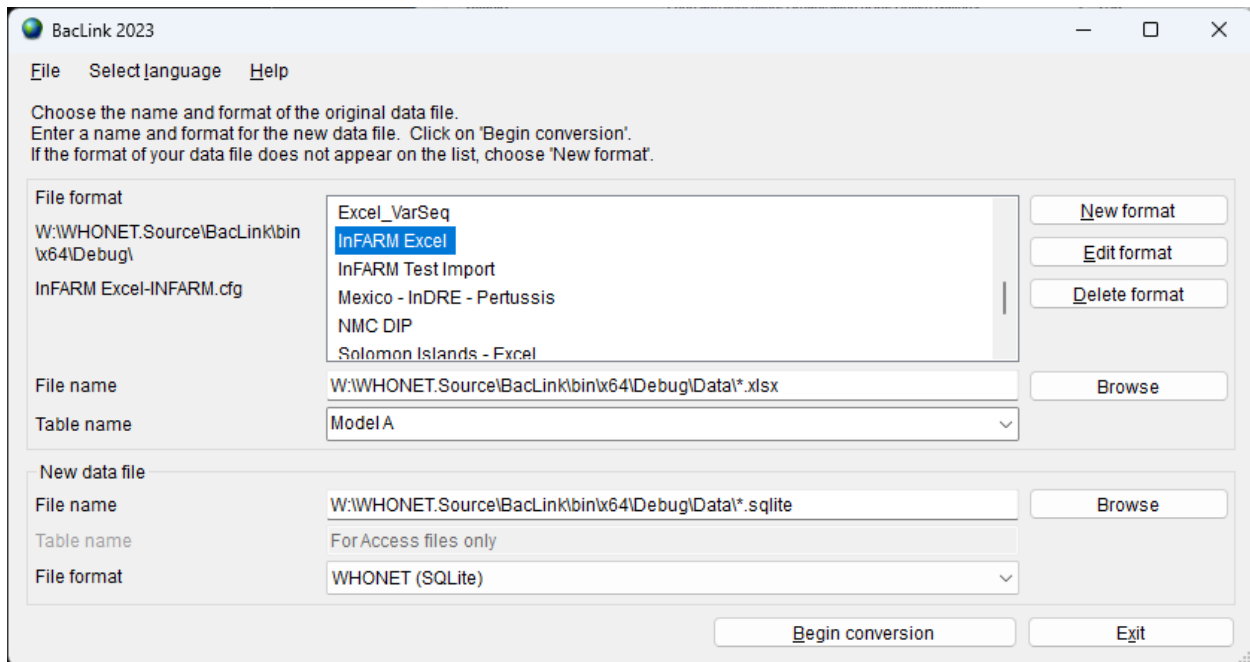 BacLink 2023
File Select language Help
Choose the name and format of the original data file.
Enter a name and format for the new data file. Click on 'Begin conversion'.
If the format of your data file does not appear on the list, choose 'New format'.
File format
W:\WHONET.Source\BacLink\bin
\x64\Debug\
InFARM Excel-INFARM.cfg
Excel_VarSeq
InFARM Excel
InFARM Test Import
Mexico - InDRE - Pertussis
NMC DIP
Solomon Islands - Excel
New format
Edit format
Delete format
File name W:\WHONET.Source\BacLink\bin\x64\Debug\Data\*.xlsx Browse
Table name Model A
New data file
File name W:\WHONET.Source\BacLink\bin\x64\Debug\Data\*.sqlite Browse
Table name For Access files only
File format WHONET (SQLite)
Begin conversion Exit